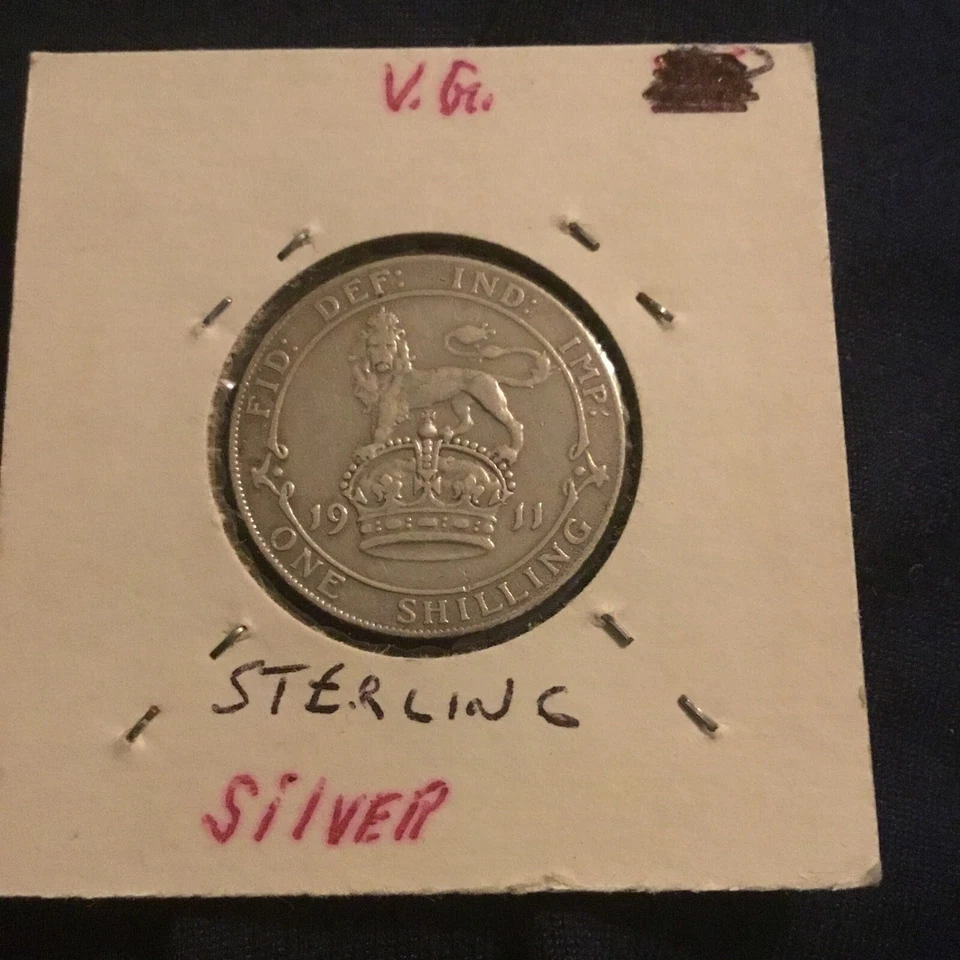 V. G.
FID: DEF: IND: IMP:
19 11
ONE SHILLING
STERLING
SilVER